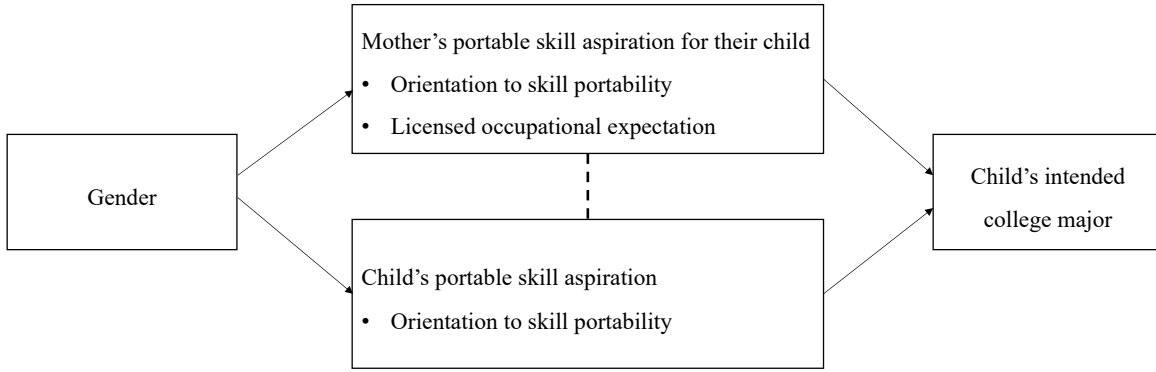 Mother’s portable skill aspiration for their child
• Orientation to skill portability
• Licensed occupational expectation
Gender
Child’s intended
college major
Child’s portable skill aspiration
• Orientation to skill portability